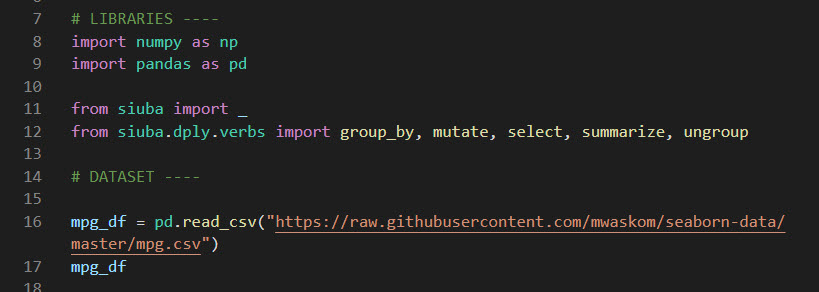 7 # LIBRARIES ----
8 import numpy as np
9 import pandas as pd
10
11 from siuba import _
12 from siuba.dply.verbs import group_by, mutate, select, summarize, ungroup
13
14 # DATASET ----
15
16 mpg_df = pd.read_csv("https://raw.githubusercontent.com/mwaskom/seaborn-data/
master/mpg.csv")
17 mpg_df
18